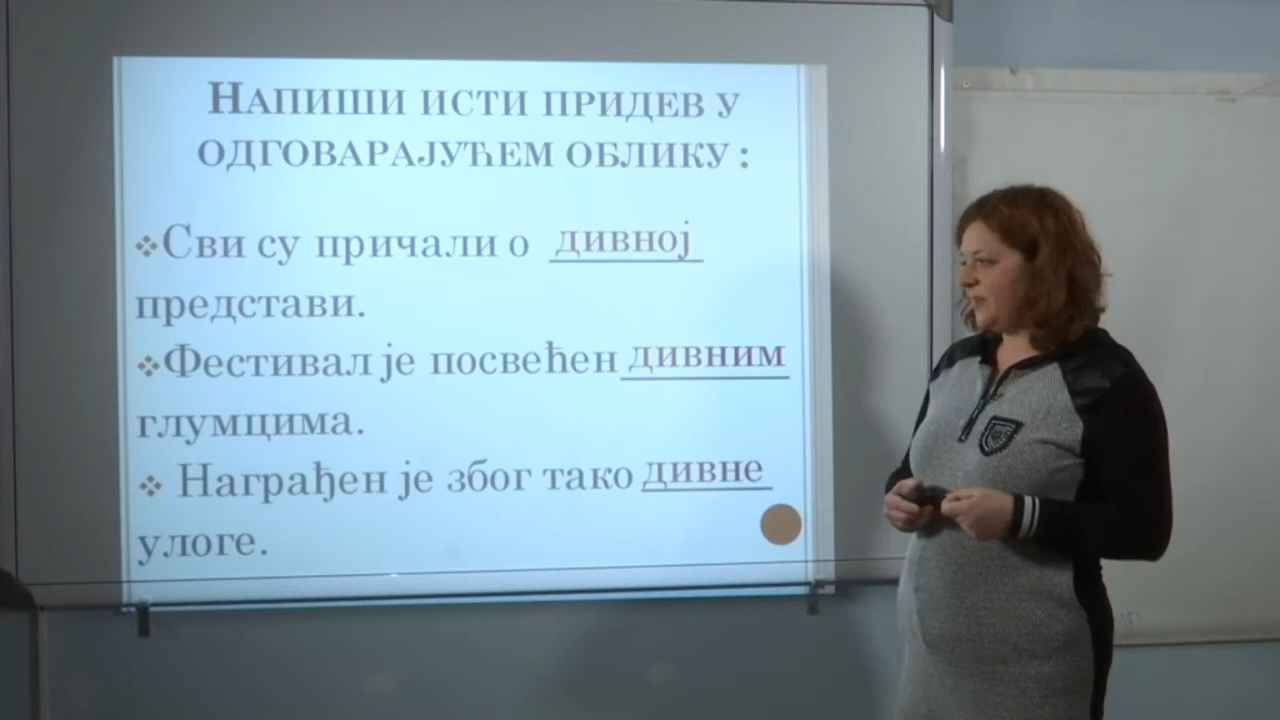 НАПИШИ ИСТИ ПРИДЕВ У
ОДГОВАРАЈУЋЕМ ОБЛИКУ :
❖Сви су причали о дивној
представи.
❖Фестивал је посвећен дивним
глумцима.
❖ Награђен је због тако дивне
улоге.